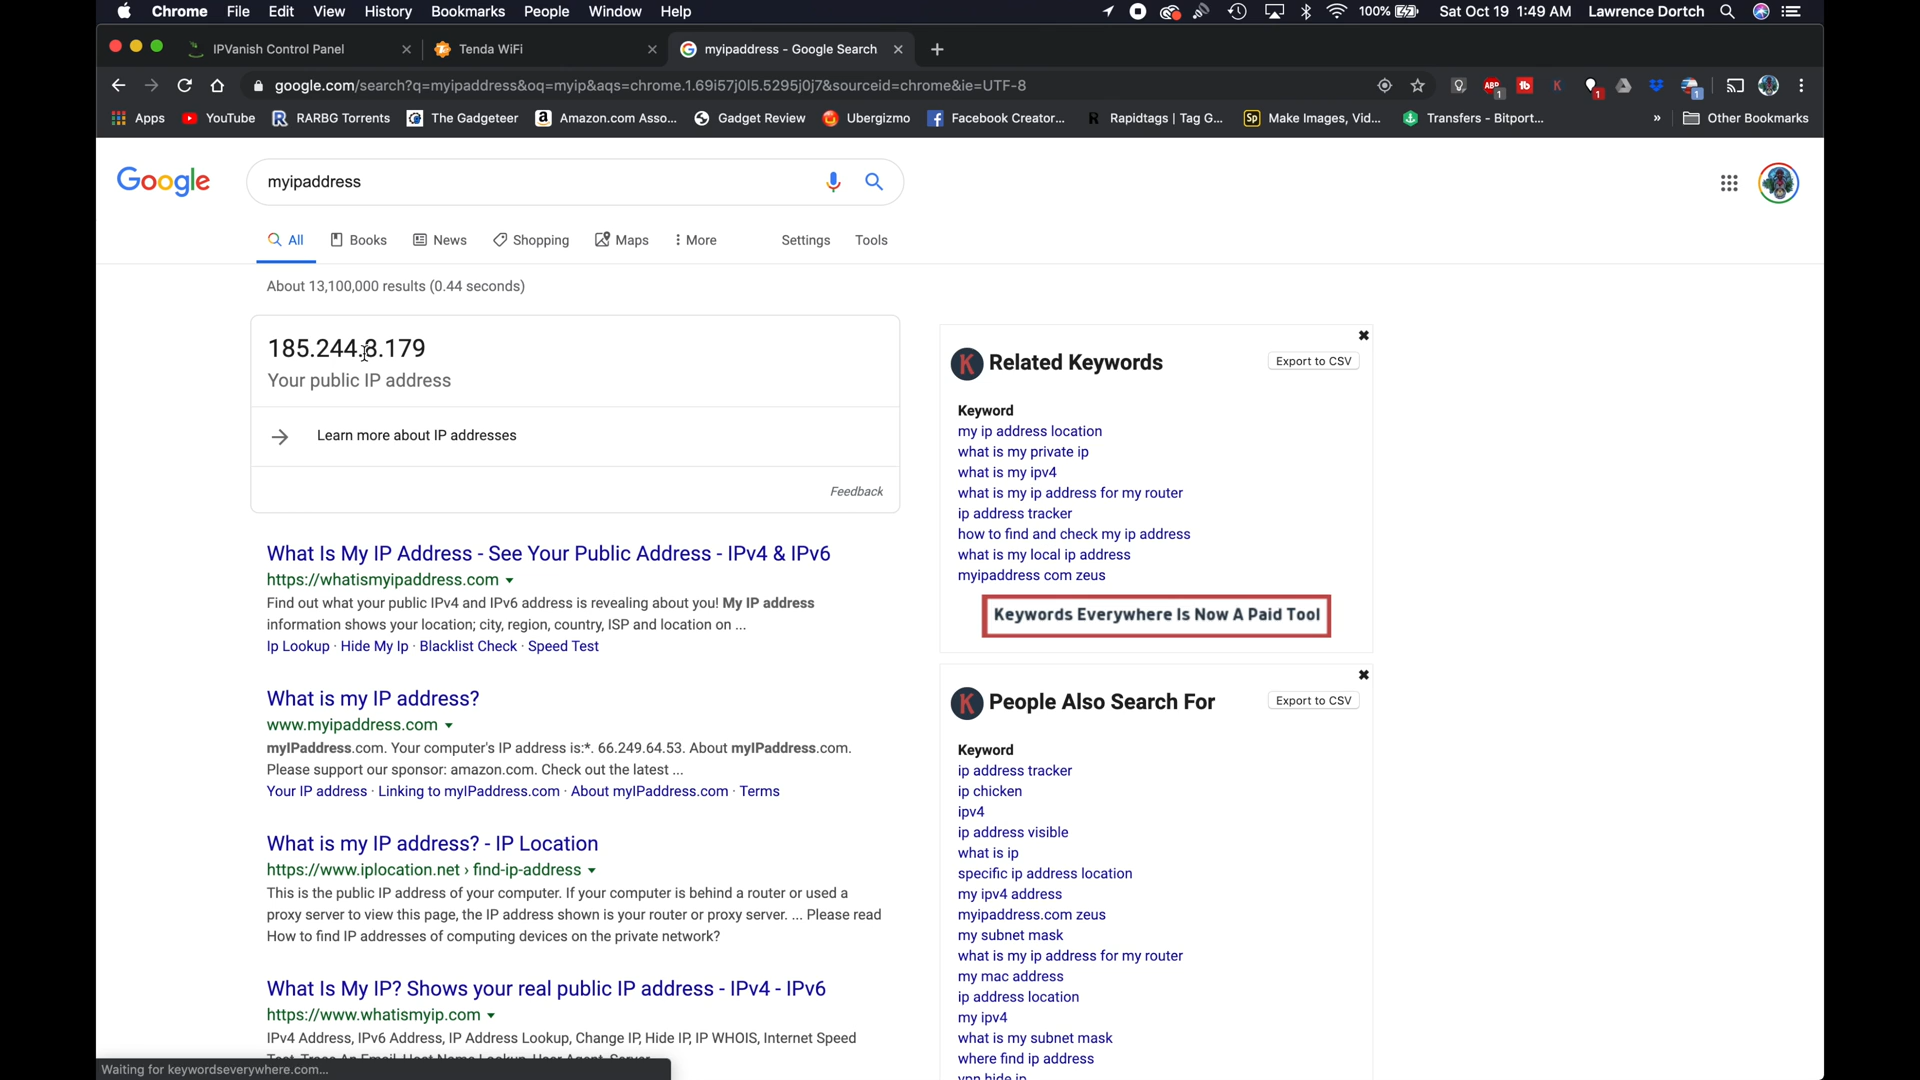 Chrome File Edit View History Bookmarks People Window Help 100% Sat Oct 19 1:49 AM Lawrence Dortch
IPVanish Control Panel Tenda WiFi myipaddress - Google Search
google.com/search?q=myipaddress&oq=myip&aqs=chrome.1.69i57j0l5.5295j0j7&sourceid=chrome&ie=UTF-8
Apps YouTube RARBG Torrents The Gadgeteer Amazon.com Asso... Gadget Review Ubergizmo Facebook Creator... Rapidtags | Tag G... Make Images, Vid... Transfers - Bitport... » Other Bookmarks
Google myipaddress
All Books News Shopping Maps More Settings Tools
About 13,100,000 results (0.44 seconds)
185.244.8.179
Your public IP address
Learn more about IP addresses
Feedback
What Is My IP Address - See Your Public Address - IPv4 & IPv6
https://whatismyipaddress.com
Find out what your public IPv4 and IPv6 address is revealing about you! My IP address
information shows your location; city, region, country, ISP and location on ...
Ip Lookup · Hide My Ip · Blacklist Check · Speed Test
What is my IP address?
www.myipaddress.com
myIPaddress.com. Your computer's IP address is:*. 66.249.64.53. About myIPaddress.com.
Please support our sponsor: amazon.com. Check out the latest ...
Your IP address · Linking to myIPaddress.com · About myIPaddress.com · Terms
What is my IP address? - IP Location
https://www.iplocation.net › find-ip-address
This is the public IP address of your computer. If your computer is behind a router or used a
proxy server to view this page, the IP address shown is your router or proxy server. ... Please read
How to find IP addresses of computing devices on the private network?
What Is My IP? Shows your real public IP address - IPv4 - IPv6
https://www.whatismyip.com
IPv4 Address, IPv6 Address, IP Address Lookup, Change IP, Hide IP, IP WHOIS, Internet Speed
Waiting for keywordseverywhere.com...
Related Keywords
Export to CSV
Keyword
my ip address location
what is my private ip
what is my ipv4
what is my ip address for my router
ip address tracker
how to find and check my ip address
what is my local ip address
myipaddress com zeus
Keywords Everywhere Is Now A Paid Tool
People Also Search For
Export to CSV
Keyword
ip address tracker
ip chicken
ipv4
ip address visible
what is ip
specific ip address location
my ipv4 address
myipaddress.com zeus
my subnet mask
what is my ip address for my router
my mac address
ip address location
my ipv4
what is my subnet mask
where find ip address
vpn hide ip